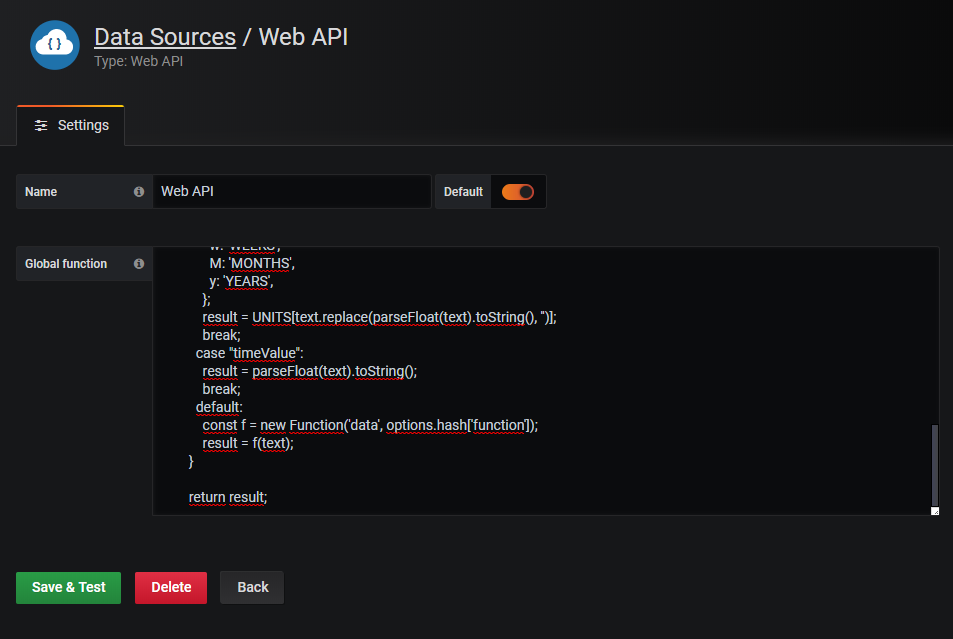 Data Sources / Web API
Type: Web API
Settings
Name
Web API
Default
Global function
w: 'WEEKS',
M: 'MONTHS',
y: 'YEARS',
};
result = UNITS[text.replace(parseFloat(text).toString(), '')];
break;
case "timeValue":
result = parseFloat(text).toString();
break;
default:
const f = new Function('data', options.hash['function']);
result = f(text);
}
return result;
Save & Test
Delete
Back